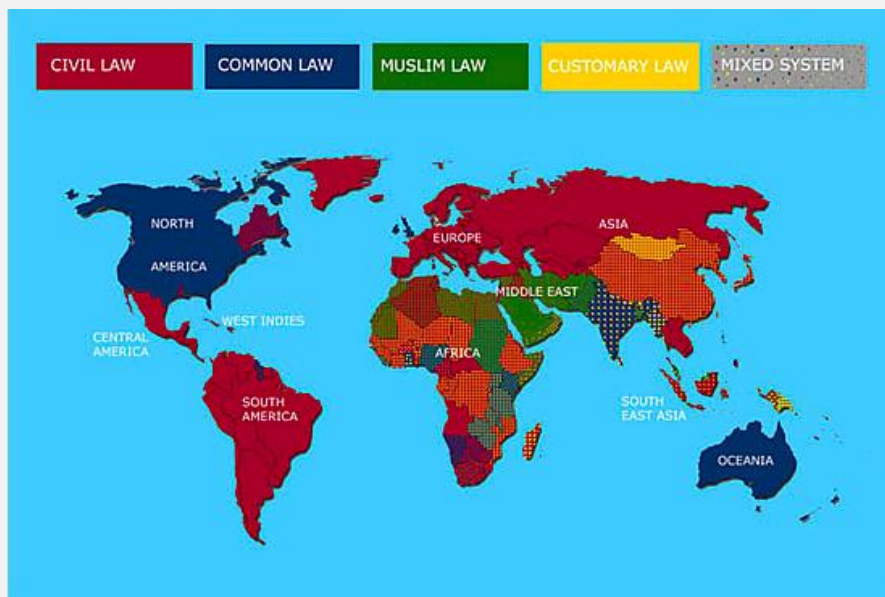 CIVIL LAW
COMMON LAW
MUSLIM LAW
CUSTOMARY LAW
MIXED SYSTEM
NORTH
AMERICA
EUROPE
ASIA
MIDDLE EAST
WEST INDIES
CENTRAL
AMERICA
AFRICA
SOUTH
AMERICA
SOUTH
EAST ASIA
OCEANIA